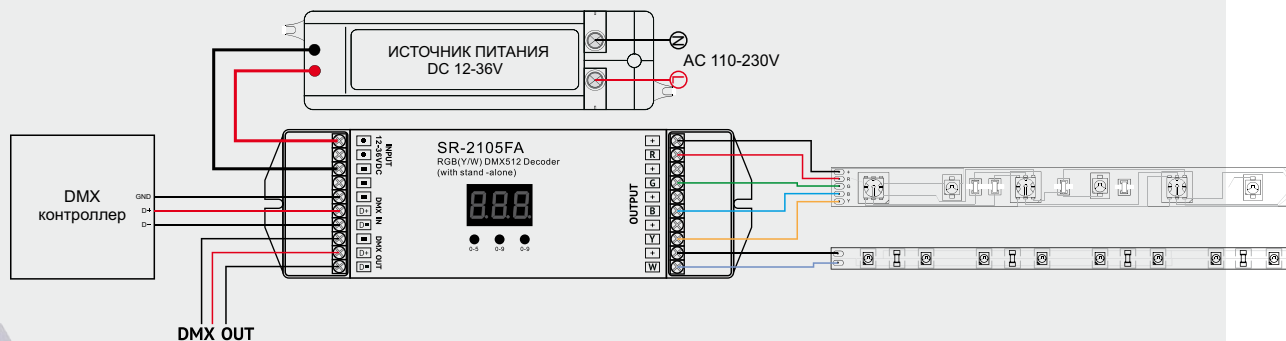 ИСТОЧНИК ПИТАНИЯ
DC 12-36V
N
L
AC 110-230V
DMX
контроллер
GND
D+
D-
INPUT
12-36VDC
DMX IN
D+
D-
DMX OUT
D+
D-
SR-2105FA
RGB(Y/W) DMX512 Decoder
(with stand -alone)
888
0-5 0-9 0-9
OUTPUT
+
R
+
G
+
B
+
Y
+
W
+
R
G
B
Y
DMX OUT